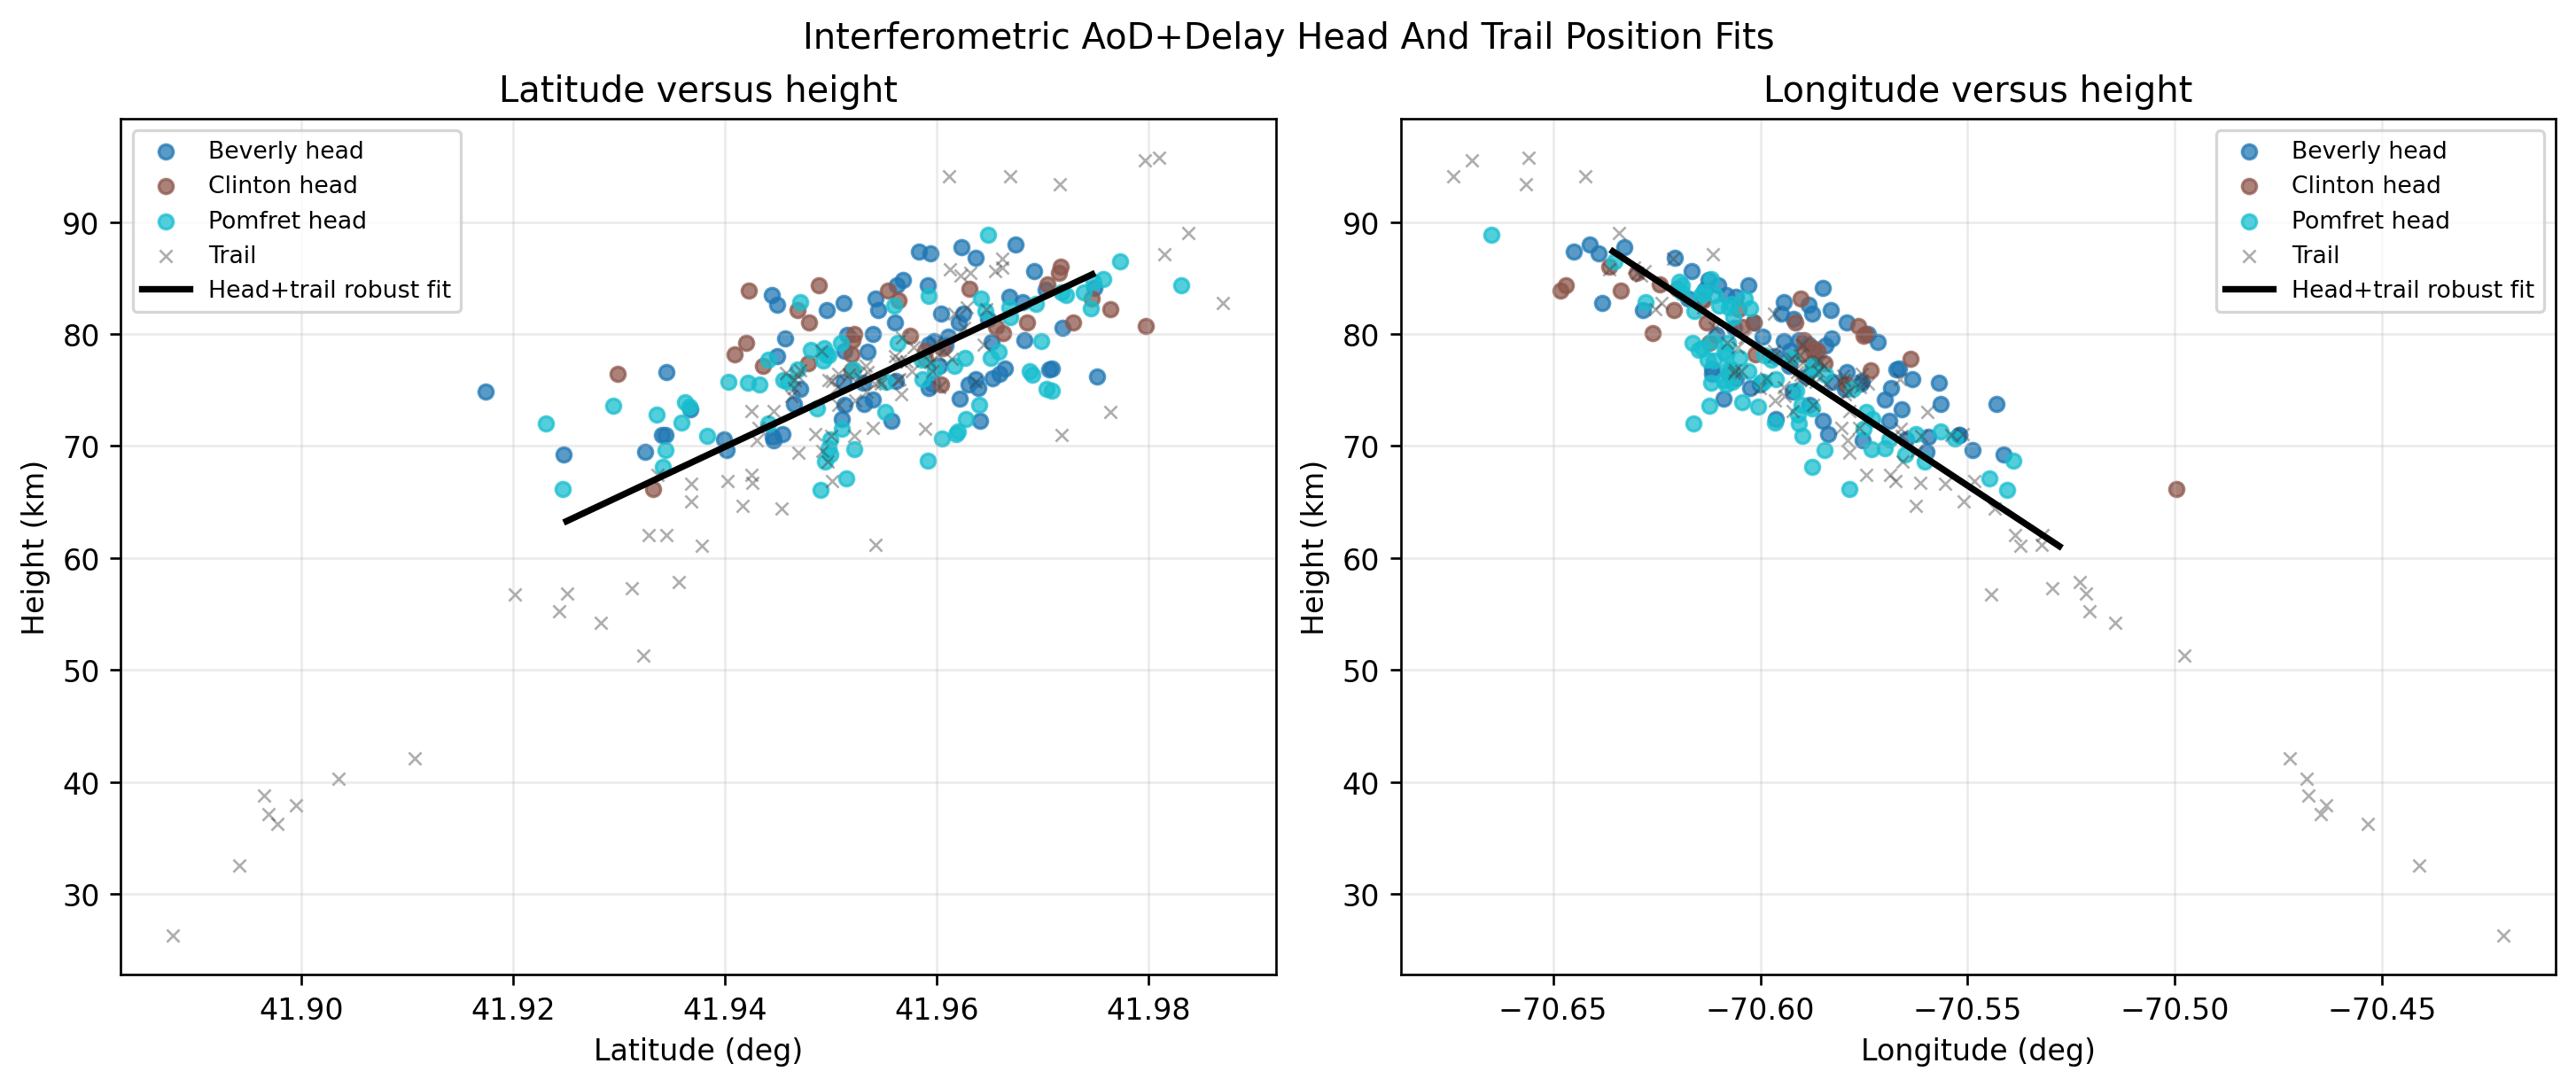 Interferometric AoD+Delay Head And Trail Position Fits
Latitude versus height
Beverly head
Clinton head
Pomfret head
Trail
Head+trail robust fit
90
80
70
60
50
40
30
Height (km)
41.90 41.92 41.94 41.96 41.98
Latitude (deg)
Longitude versus height
Beverly head
Clinton head
Pomfret head
Trail
Head+trail robust fit
90
80
70
60
50
40
30
Height (km)
−70.65 −70.60 −70.55 −70.50 −70.45
Longitude (deg)